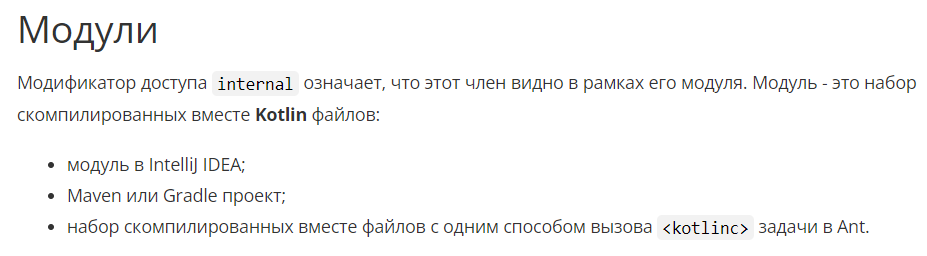 Модули
Модификатор доступа internal означает, что этот член видно в рамках его модуля. Модуль - это набор
скомпилированных вместе Kotlin файлов:
• модуль в IntelliJ IDEA;
• Maven или Gradle проект;
• набор скомпилированных вместе файлов с одним способом вызова <kotlinc> задачи в Ant.